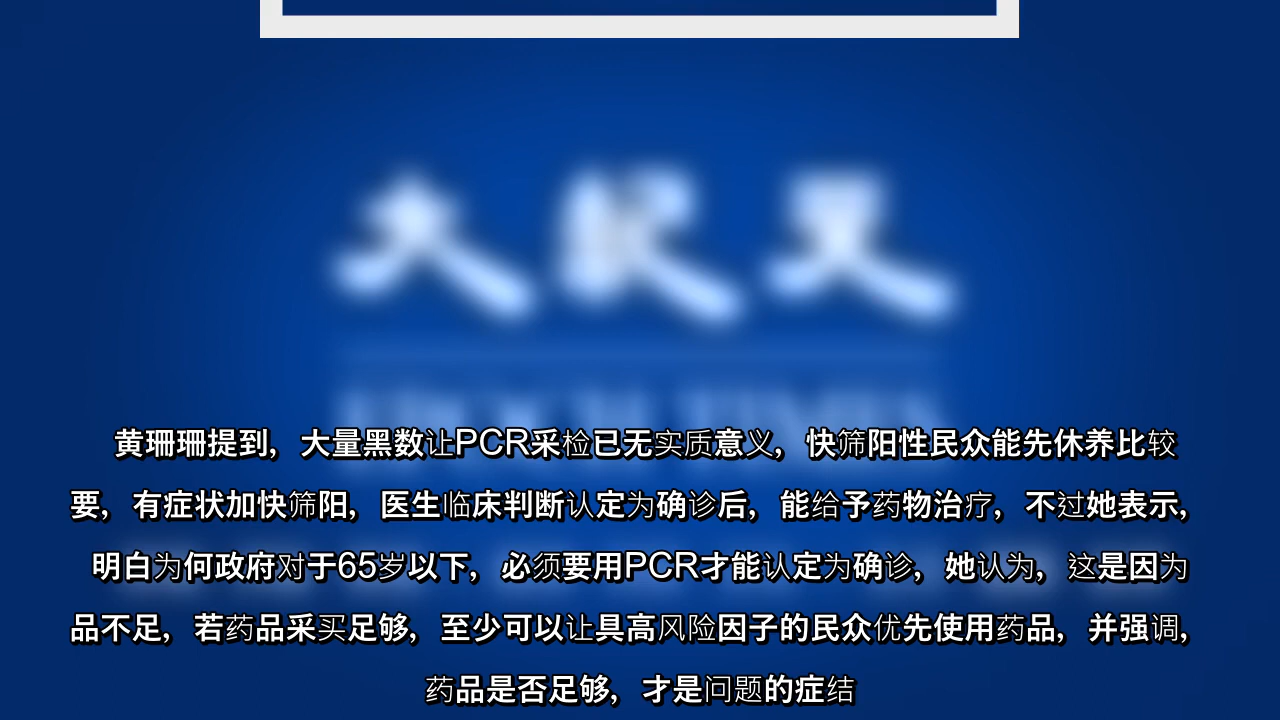 黄珊珊提到，大量黑数让PCR采检已无实质意义，快筛阳性民众能先休养比较
要，有症状加快筛阳，医生临床判断认定为确诊后，能给予药物治疗，不过她表示，
明白为何政府对于65岁以下，必须要用PCR才能认定为确诊，她认为，这是因为
品不足，若药品采买足够，至少可以让具高风险因子的民众优先使用药品，并强调，
药品是否足够，才是问题的症结